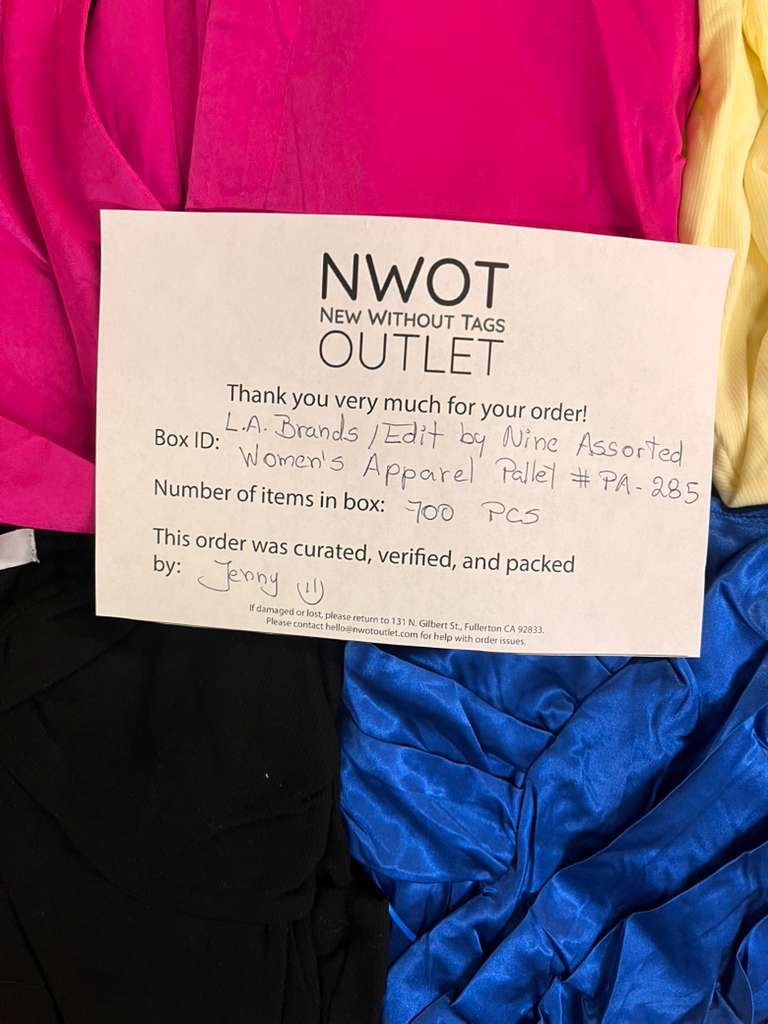 NWOT
NEW WITHOUT TAGS
OUTLET
Thank you very much for your order!
Box ID: L.A. Brands / Edit by Nine Assorted
Women's Apparel Pallet # PA-285
Number of items in box: 700 PCS
This order was curated, verified, and packed
by: Jenny
If damaged or lost, please return to 131 N. Gilbert St., Fullerton CA 92833.
Please contact hello@nwotoutlet.com for help with order issues.